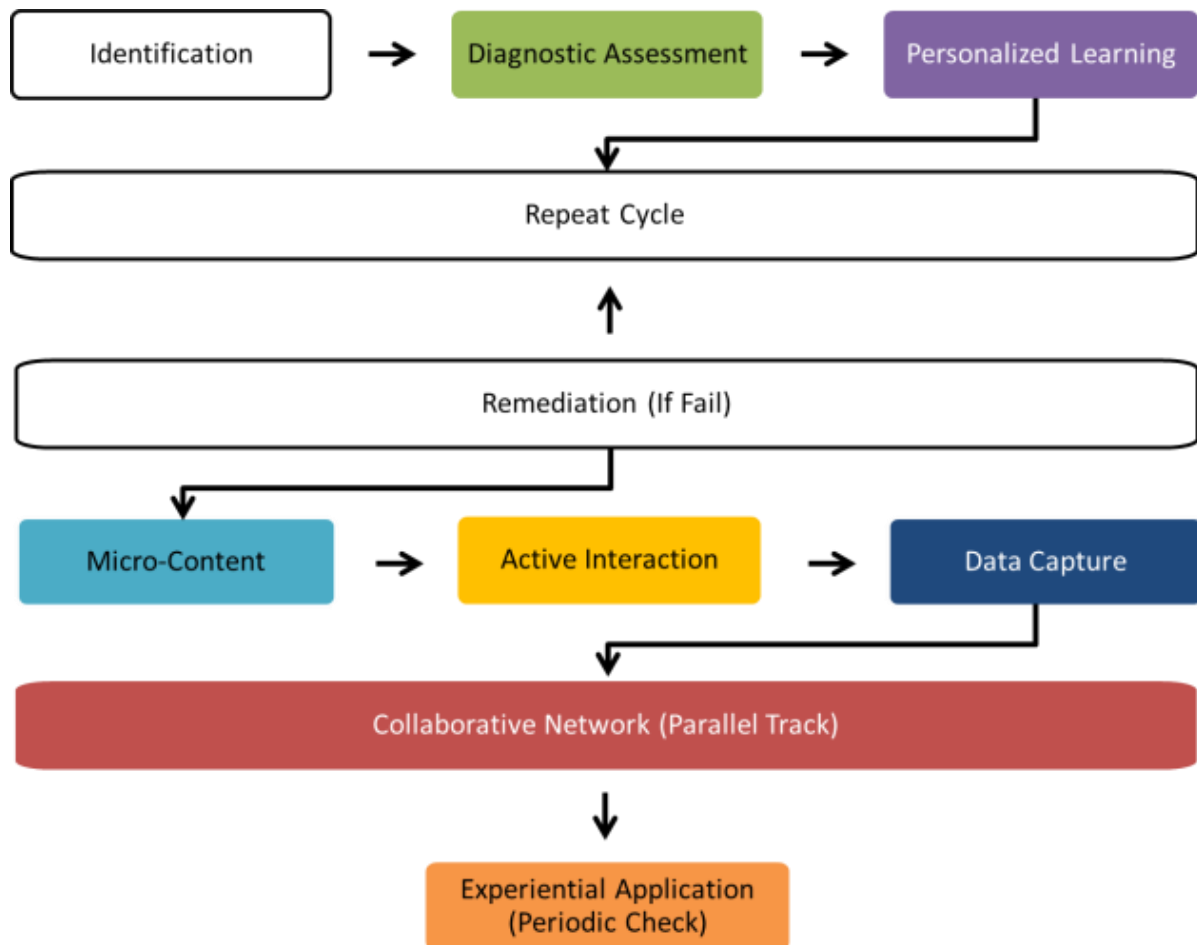 Identification
Diagnostic Assessment
Personalized Learning
Repeat Cycle
Remediation (If Fail)
Micro-Content
Active Interaction
Data Capture
Collaborative Network (Parallel Track)
Experiential Application
(Periodic Check)